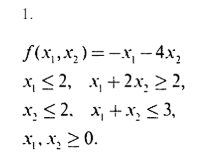 1.
f(x₁,x₂)=−x₁−4x₂
x₁ ≤ 2, x₁+2x₂ ≥ 2,
x₂ ≤ 2. x₁+x₂ ≤ 3,
x₁. x₂ ≥ 0.